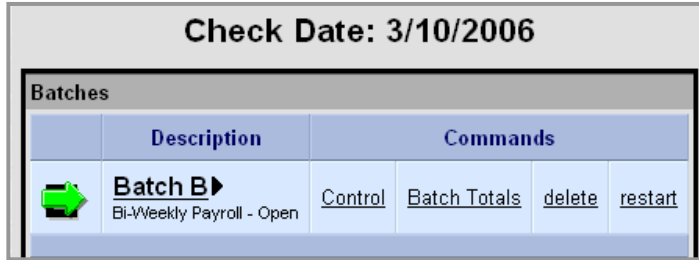 Check Date: 3/10/2006
Batches
Description Commands
Batch B
Bi-Weekly Payroll - Open
Control Batch Totals delete restart